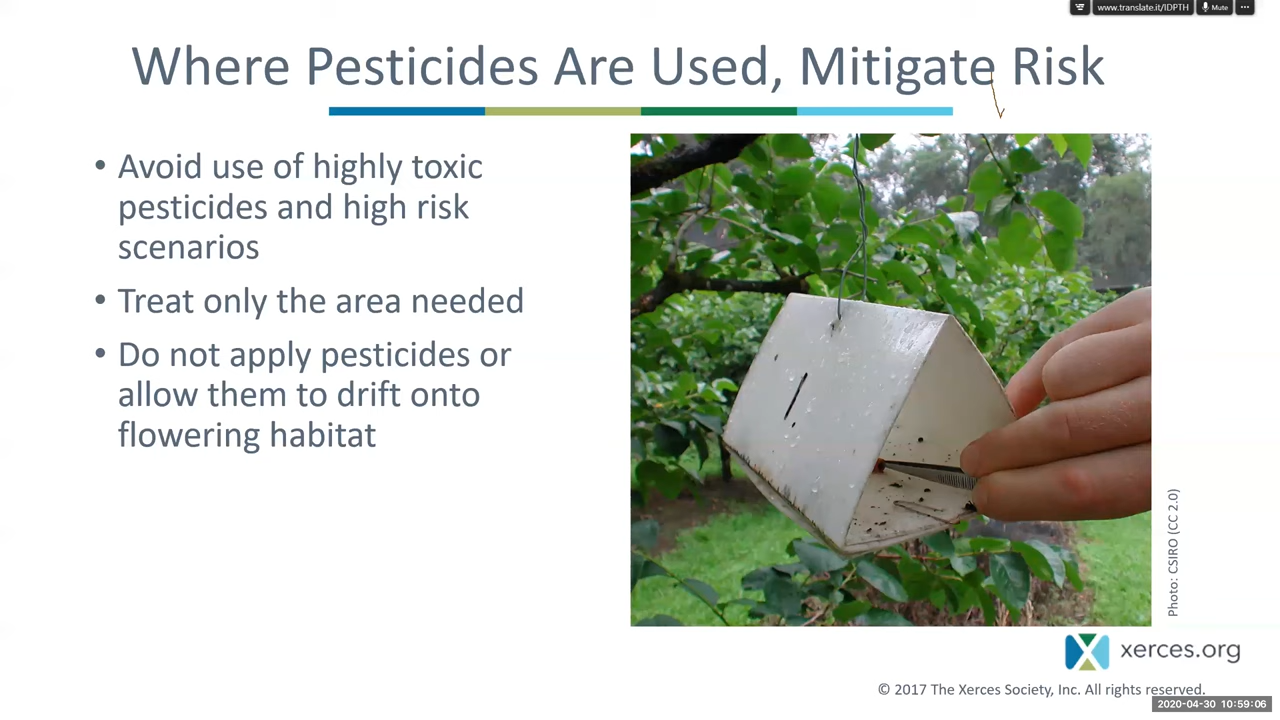 www.translate.it/IDPTH
Mute
Where Pesticides Are Used, Mitigate Risk
• Avoid use of highly toxic
pesticides and high risk
scenarios
• Treat only the area needed
• Do not apply pesticides or
allow them to drift onto
flowering habitat
Photo: CSIRO (CC 2.0)
xerces.org
© 2017 The Xerces Society, Inc. All rights reserved.
2020-04-30 10:59:06